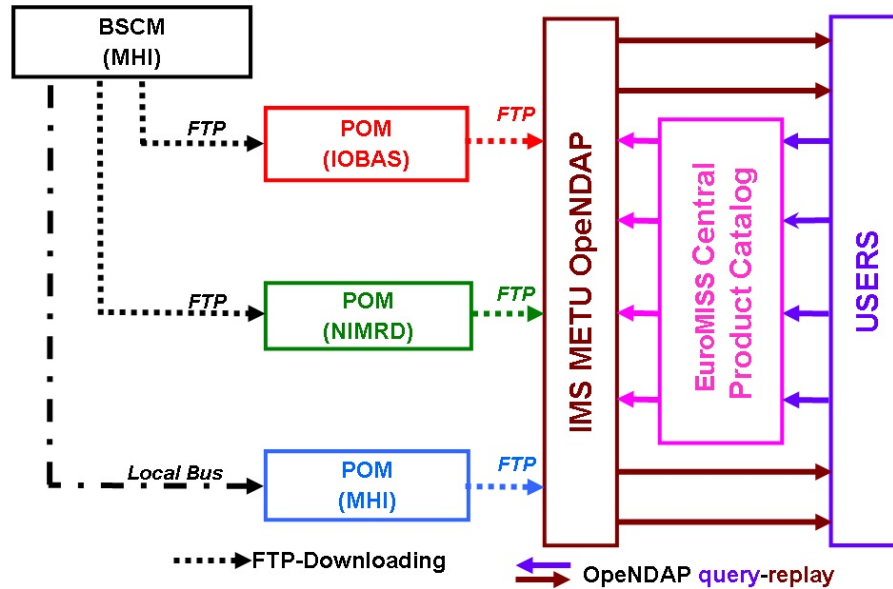 BSCM
(MHI)
FTP
POM
(IOBAS)
FTP
FTP
POM
(NIMRD)
FTP
Local Bus
POM
(MHI)
FTP
IMS METU OpeNDAP
EuroMISS Central
Product Catalog
USERS
FTP-Downloading
OpeNDAP query-replay